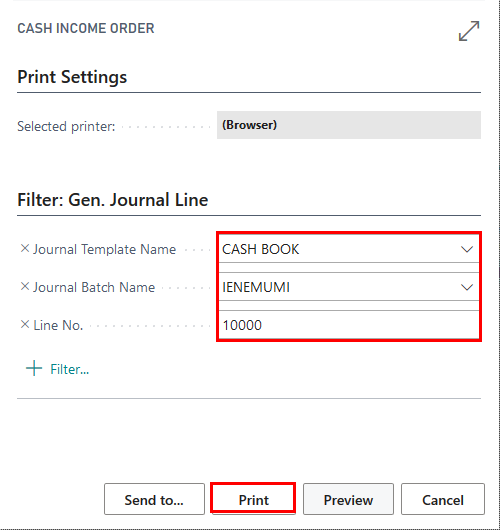 CASH INCOME ORDER
Print Settings
Selected printer: (Browser)
Filter: Gen. Journal Line
× Journal Template Name CASH BOOK
× Journal Batch Name IENEMUMI
× Line No. 10000
+ Filter...
Send to... Print Preview Cancel